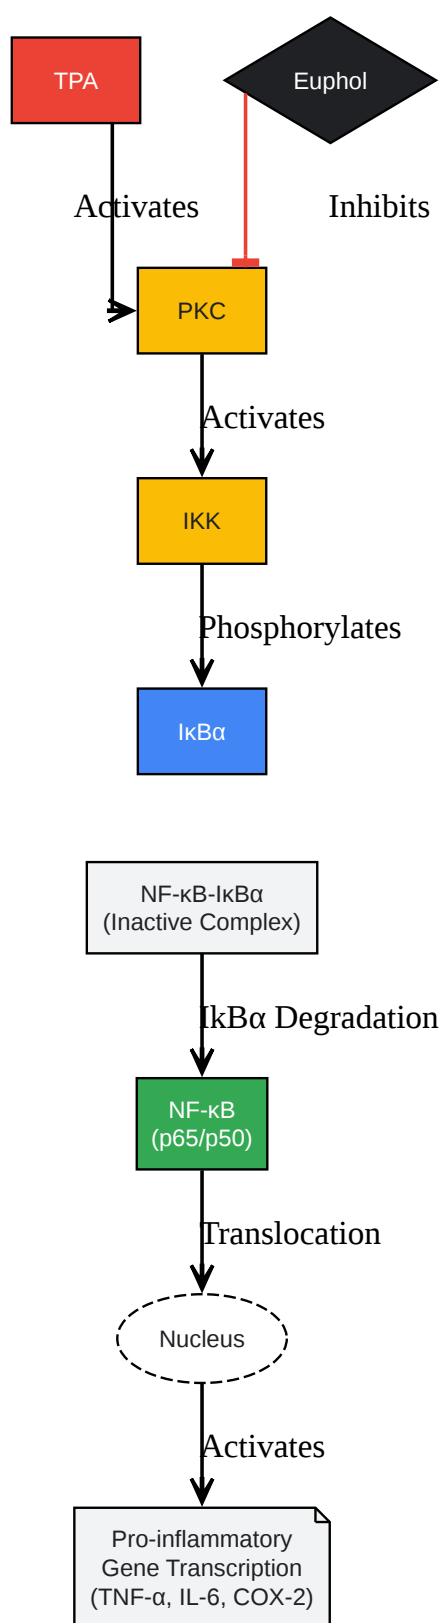 TPA
Euphol
Activates
Inhibits
PKC
Activates
IKK
Phosphorylates
IκBα
NF-κB-IκBα
(Inactive Complex)
IkBα Degradation
NF-κB
(p65/p50)
Translocation
Nucleus
Activates
Pro-inflammatory
Gene Transcription
(TNF-α, IL-6, COX-2)